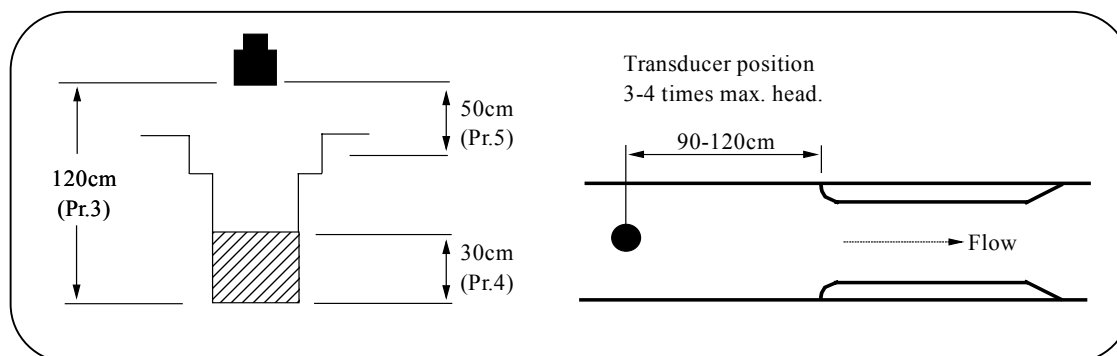 120cm
(Pr.3)
50cm
(Pr.5)
30cm
(Pr.4)
Transducer position
3-4 times max. head.
90-120cm
Flow